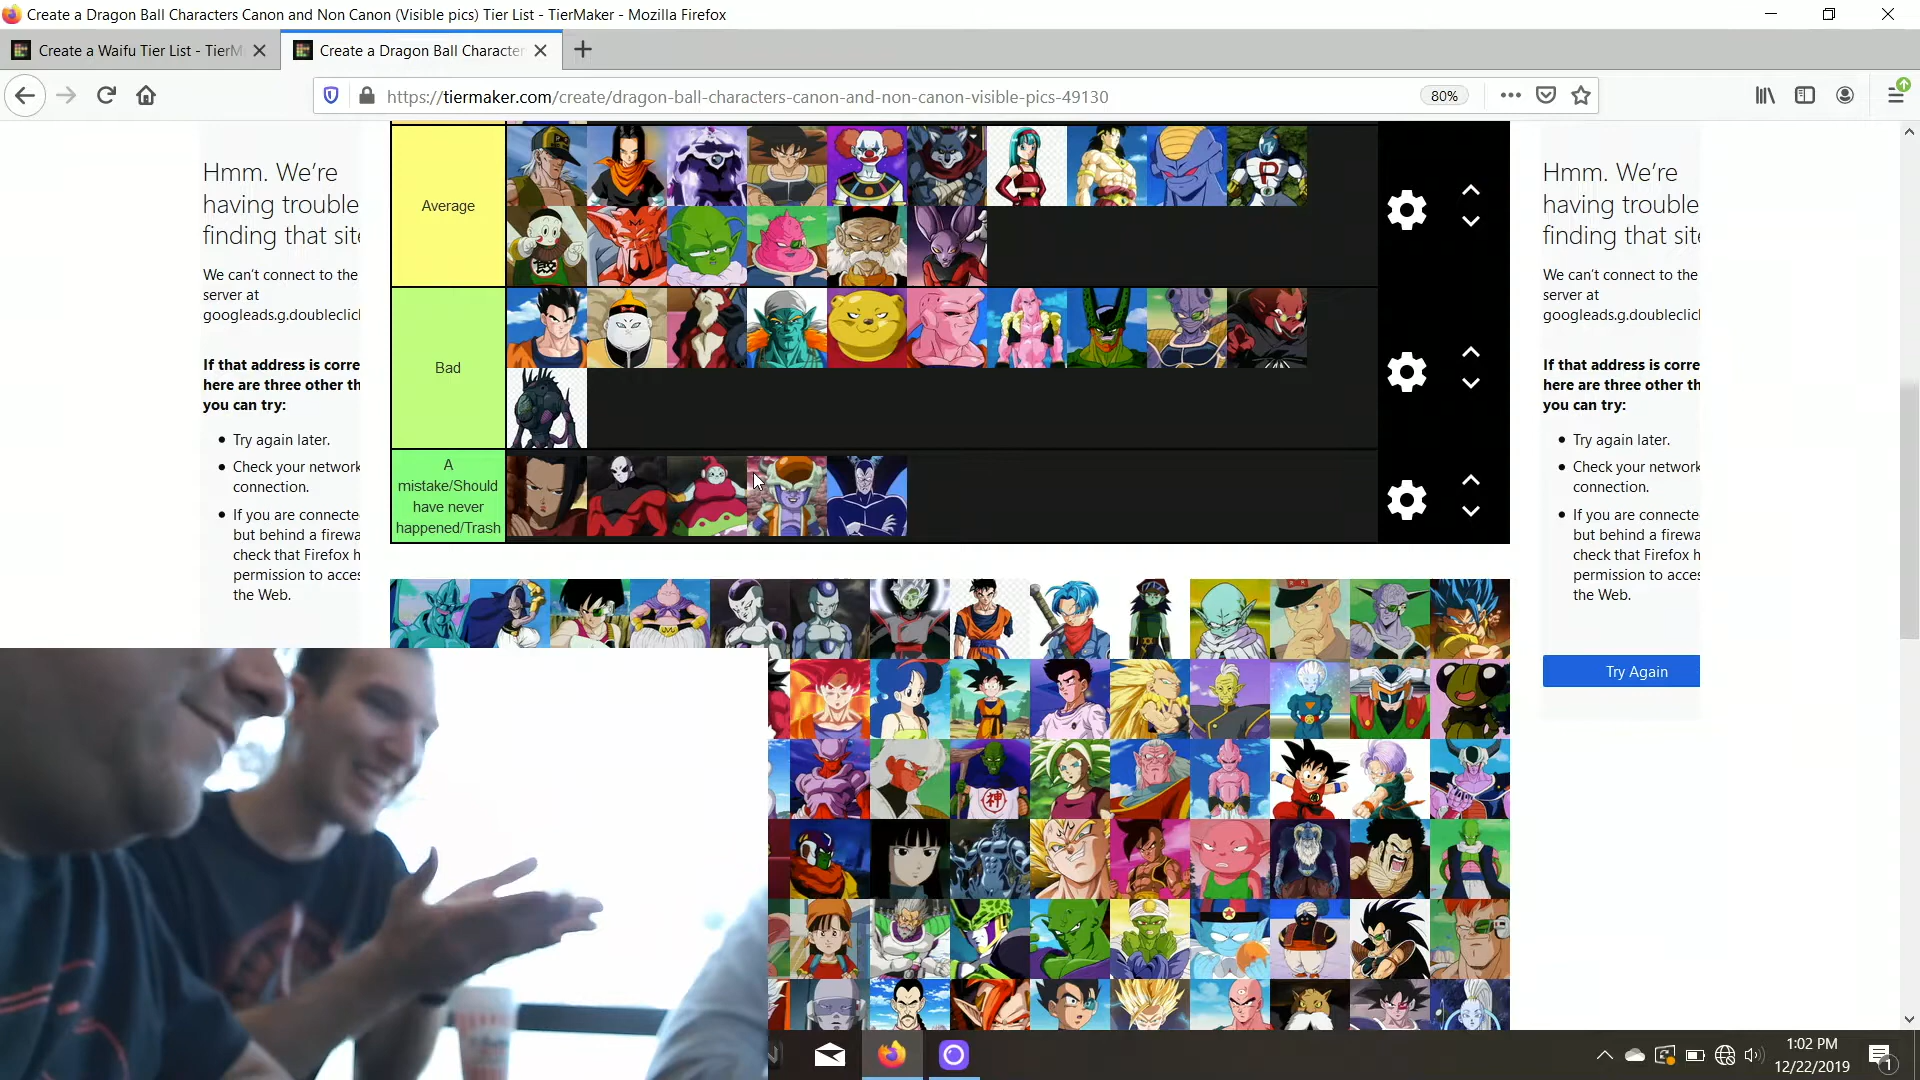 Create a Dragon Ball Characters Canon and Non Canon (Visible pics) Tier List - TierMaker - Mozilla Firefox
Create a Waifu Tier List - TierM
Create a Dragon Ball Character
https://tiermaker.com/create/dragon-ball-characters-canon-and-non-canon-visible-pics-49130
80%
Hmm. We're
having trouble
finding that site
We can't connect to the
server at
googleads.g.doubleclic
If that address is corre
here are three other th
you can try:
Try again later.
Check your network
connection.
If you are connecte
but behind a firewa
check that Firefox h
permission to acces
the Web.
Average
P
Bad
A
mistake/Should
have never
happened/Trash
神
Hmm. We're
having trouble
finding that site
We can't connect to the
server at
googleads.g.doubleclic
If that address is corre
here are three other th
you can try:
Try again later.
Check your network
connection.
If you are connecte
but behind a firewa
check that Firefox h
permission to acces
the Web.
Try Again
1:02 PM
12/22/2019
1